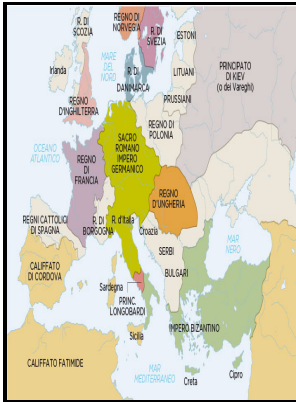 R. DI
SCOZIA
REGNO DI
NORVEGIA
R. DI
SVEZIA
ESTONI
MARE
DEL
NORD
Irlanda
R. DI
DANIMARCA
LITUANI
PRINCIPATO
DI KIEV
(o dei Vareghi)
PRUSSIANI
REGNO
D'INGHILTERRA
REGNO DI
POLONIA
SACRO
ROMANO
IMPERO
GERMANICO
OCEANO
ATLANTICO
REGNO
DI
FRANCIA
REGNO
D'UNGHERIA
REGNI CATTOLICI
DI SPAGNA
R. DI
BORGOGNA
R. d'Italia
Croazia
MAR
NERO
SERBI
CALIFFATO
DI CORDOVA
BULGARI
Sardegna
PRINC.
LONGOBARDI
IMPERO BIZANTINO
Sicilia
CALIFFATO FATIMIDE
MAR
MEDITERRANEO
Creta
Cipro